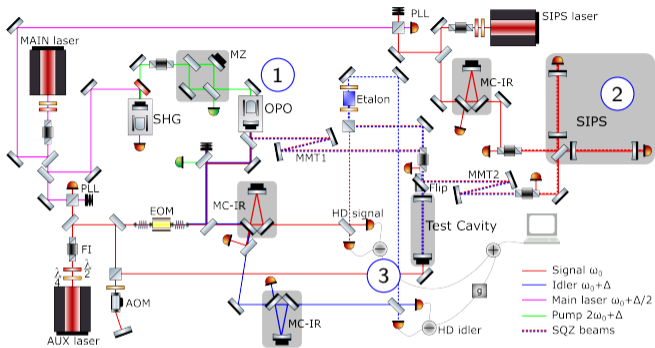 PLL
SIPS laser
MAIN laser
MZ
1
MC-IR
2
Etalon
SHG
OPO
SIPS
MMT1
MMT2
PLL
Flip
MC-IR
EOM
HD signal
Test Cavity
FI
λ/2
λ/4
3
AOM
g
MC-IR
AUX laser
HD idler
Signal ω₀
Idler ω₀+Δ
Main laser ω₀+Δ/2
Pump 2ω₀+Δ
SQZ beams